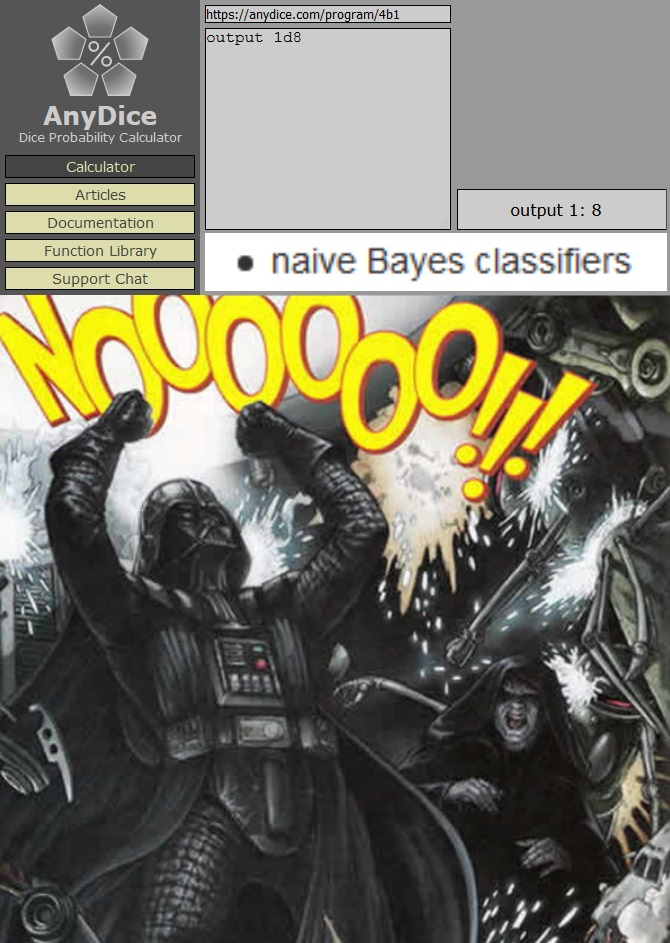 AnyDice
Dice Probability Calculator
Calculator
Articles
Documentation
Function Library
Support Chat
https://anydice.com/program/4b1
output 1d8
output 1: 8
• naive Bayes classifiers
NOOOOOO!!!